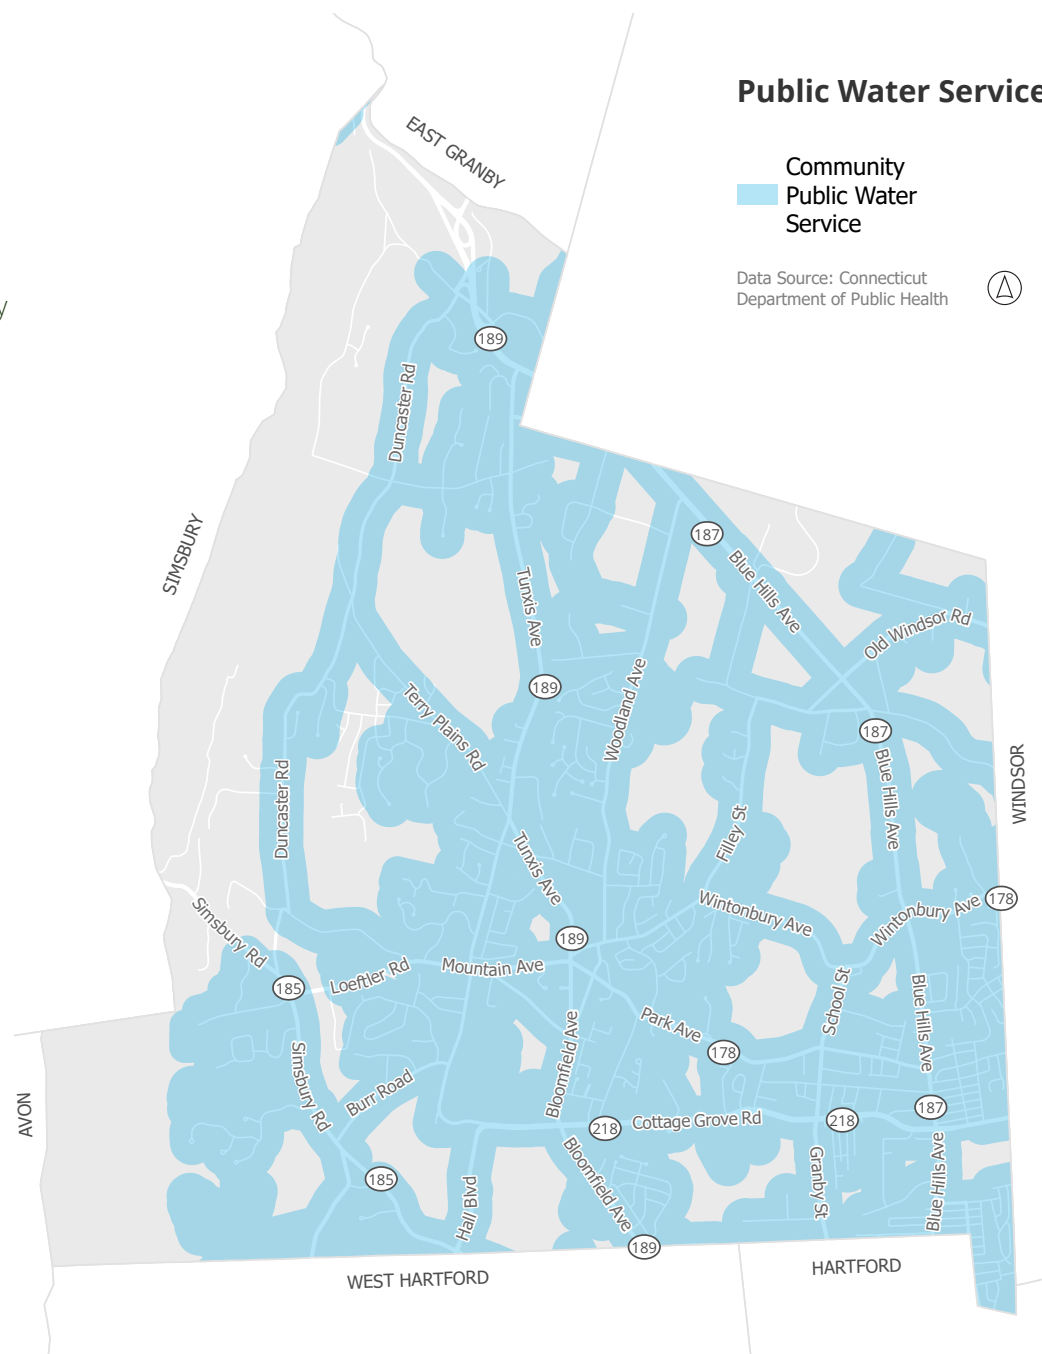 Public Water Service
Community
Public Water
Service
Data Source: Connecticut
Department of Public Health
y
EAST GRANBY
189
Duncaster Rd
SIMSBURY
187
Blue Hills Ave
Tunxis Ave
Old Windsor Rd
189
Woodland Ave
Terry Plains Rd
187
Blue Hills Ave
WINDSOR
Duncaster Rd
Filley St
Tunxis Ave
178
Simsbury Rd
Wintonbury Ave
Wintonbury Ave
189
Mountain Ave
Loeftler Rd
185
School St
Blue Hills Ave
Park Ave
178
Bloomfield Ave
Simsbury Rd
Burr Road
AVON
187
218
Cottage Grove Rd
218
Bloomfield Ave
185
Hall Blvd
Granby St
Blue Hills Ave
189
WEST HARTFORD
HARTFORD